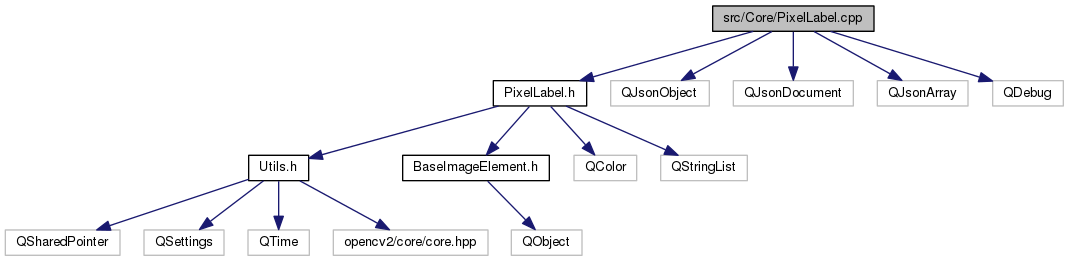 src/Core/PixelLabel.cpp
PixelLabel.h
QJsonObject
QJsonDocument
QJsonArray
QDebug
Utils.h
BaseImageElement.h
QColor
QStringList
QSharedPointer
QSettings
QTime
opencv2/core/core.hpp
QObject